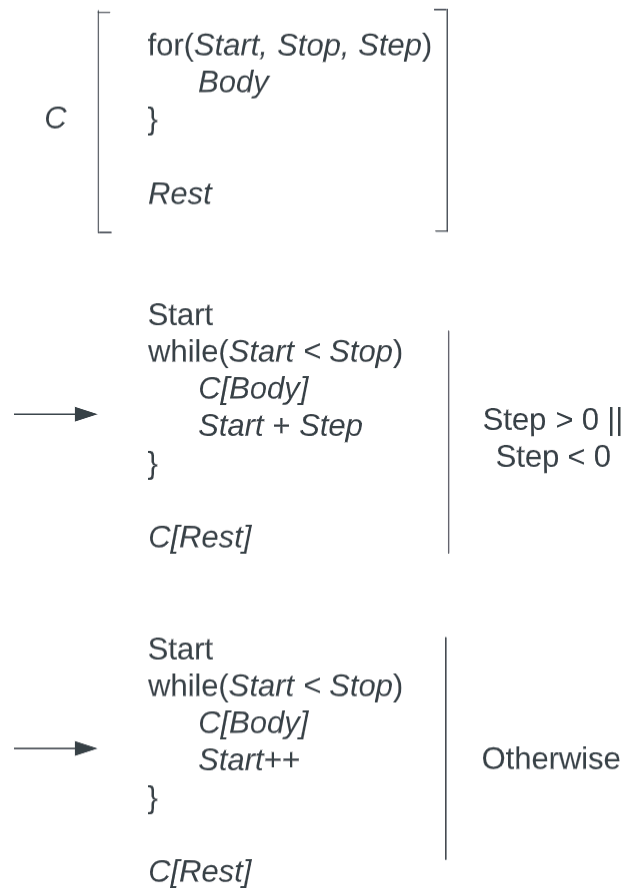 for(Start, Stop, Step)
Body
C
}
Rest
Start
while(Start < Stop)
C[Body]
Start + Step
}
C[Rest]
Step > 0 ||
Step < 0
Start
while(Start < Stop)
C[Body]
Start++
}
C[Rest]
Otherwise